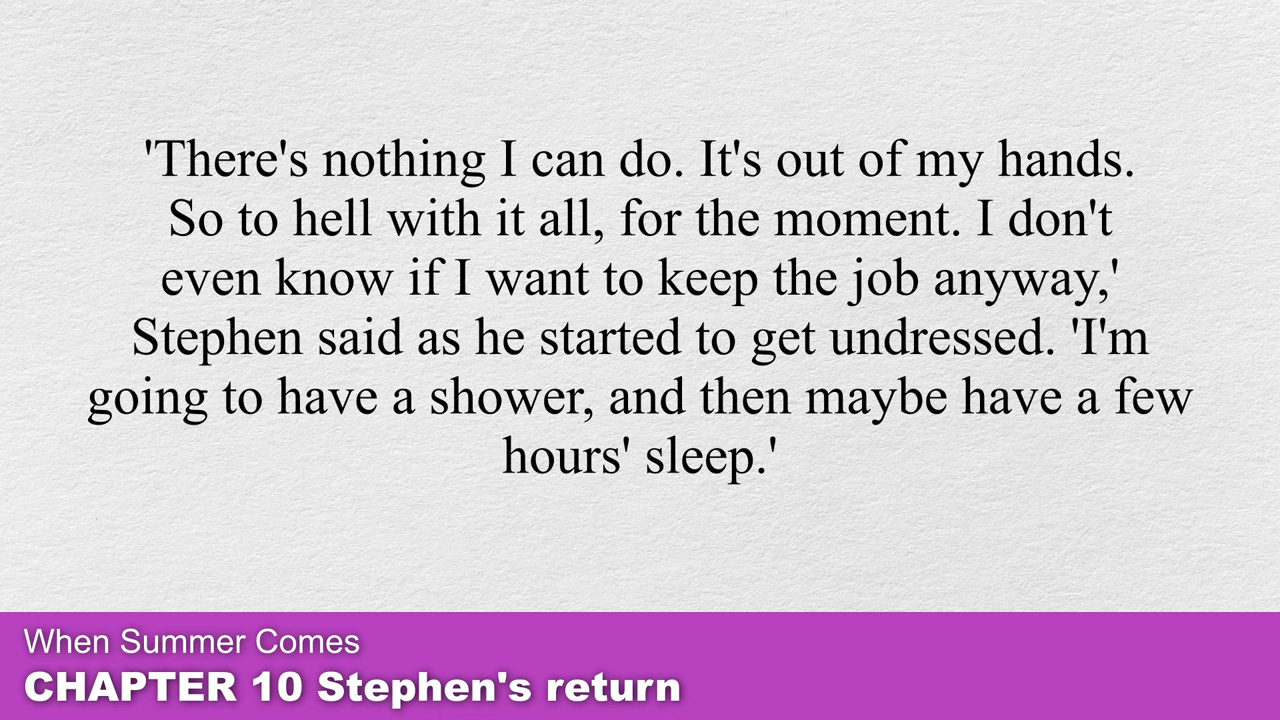 'There's nothing I can do. It's out of my hands.
So to hell with it all, for the moment. I don't
even know if I want to keep the job anyway,'
Stephen said as he started to get undressed. 'I'm
going to have a shower, and then maybe have a few
hours' sleep.'
When Summer Comes
CHAPTER 10 Stephen's return